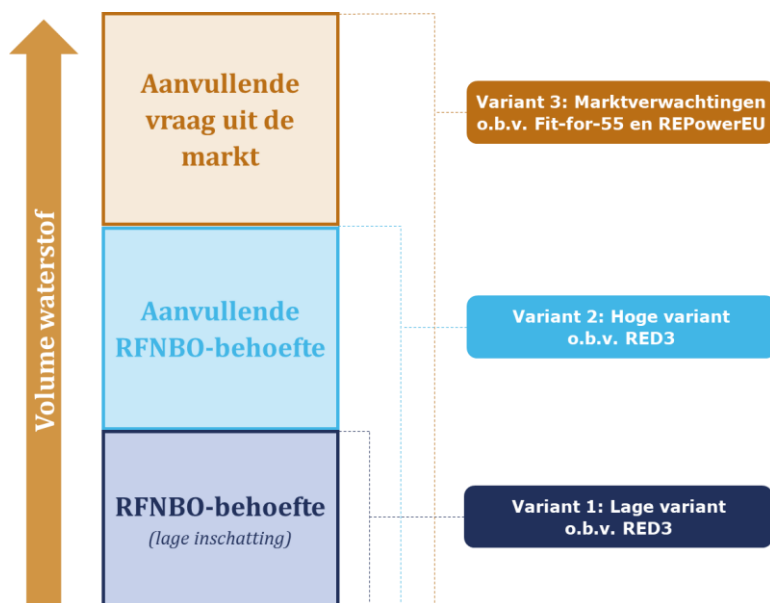 Volume waterstof
Aanvullende
vraag uit de
markt
Variant 3: Marktverwachtingen
o.b.v. Fit-for-55 en REPowerEU
Aanvullende
RFNBO-behoefte
Variant 2: Hoge variant
o.b.v. RED3
RFNBO-behoefte
(lage inschatting)
Variant 1: Lage variant
o.b.v. RED3